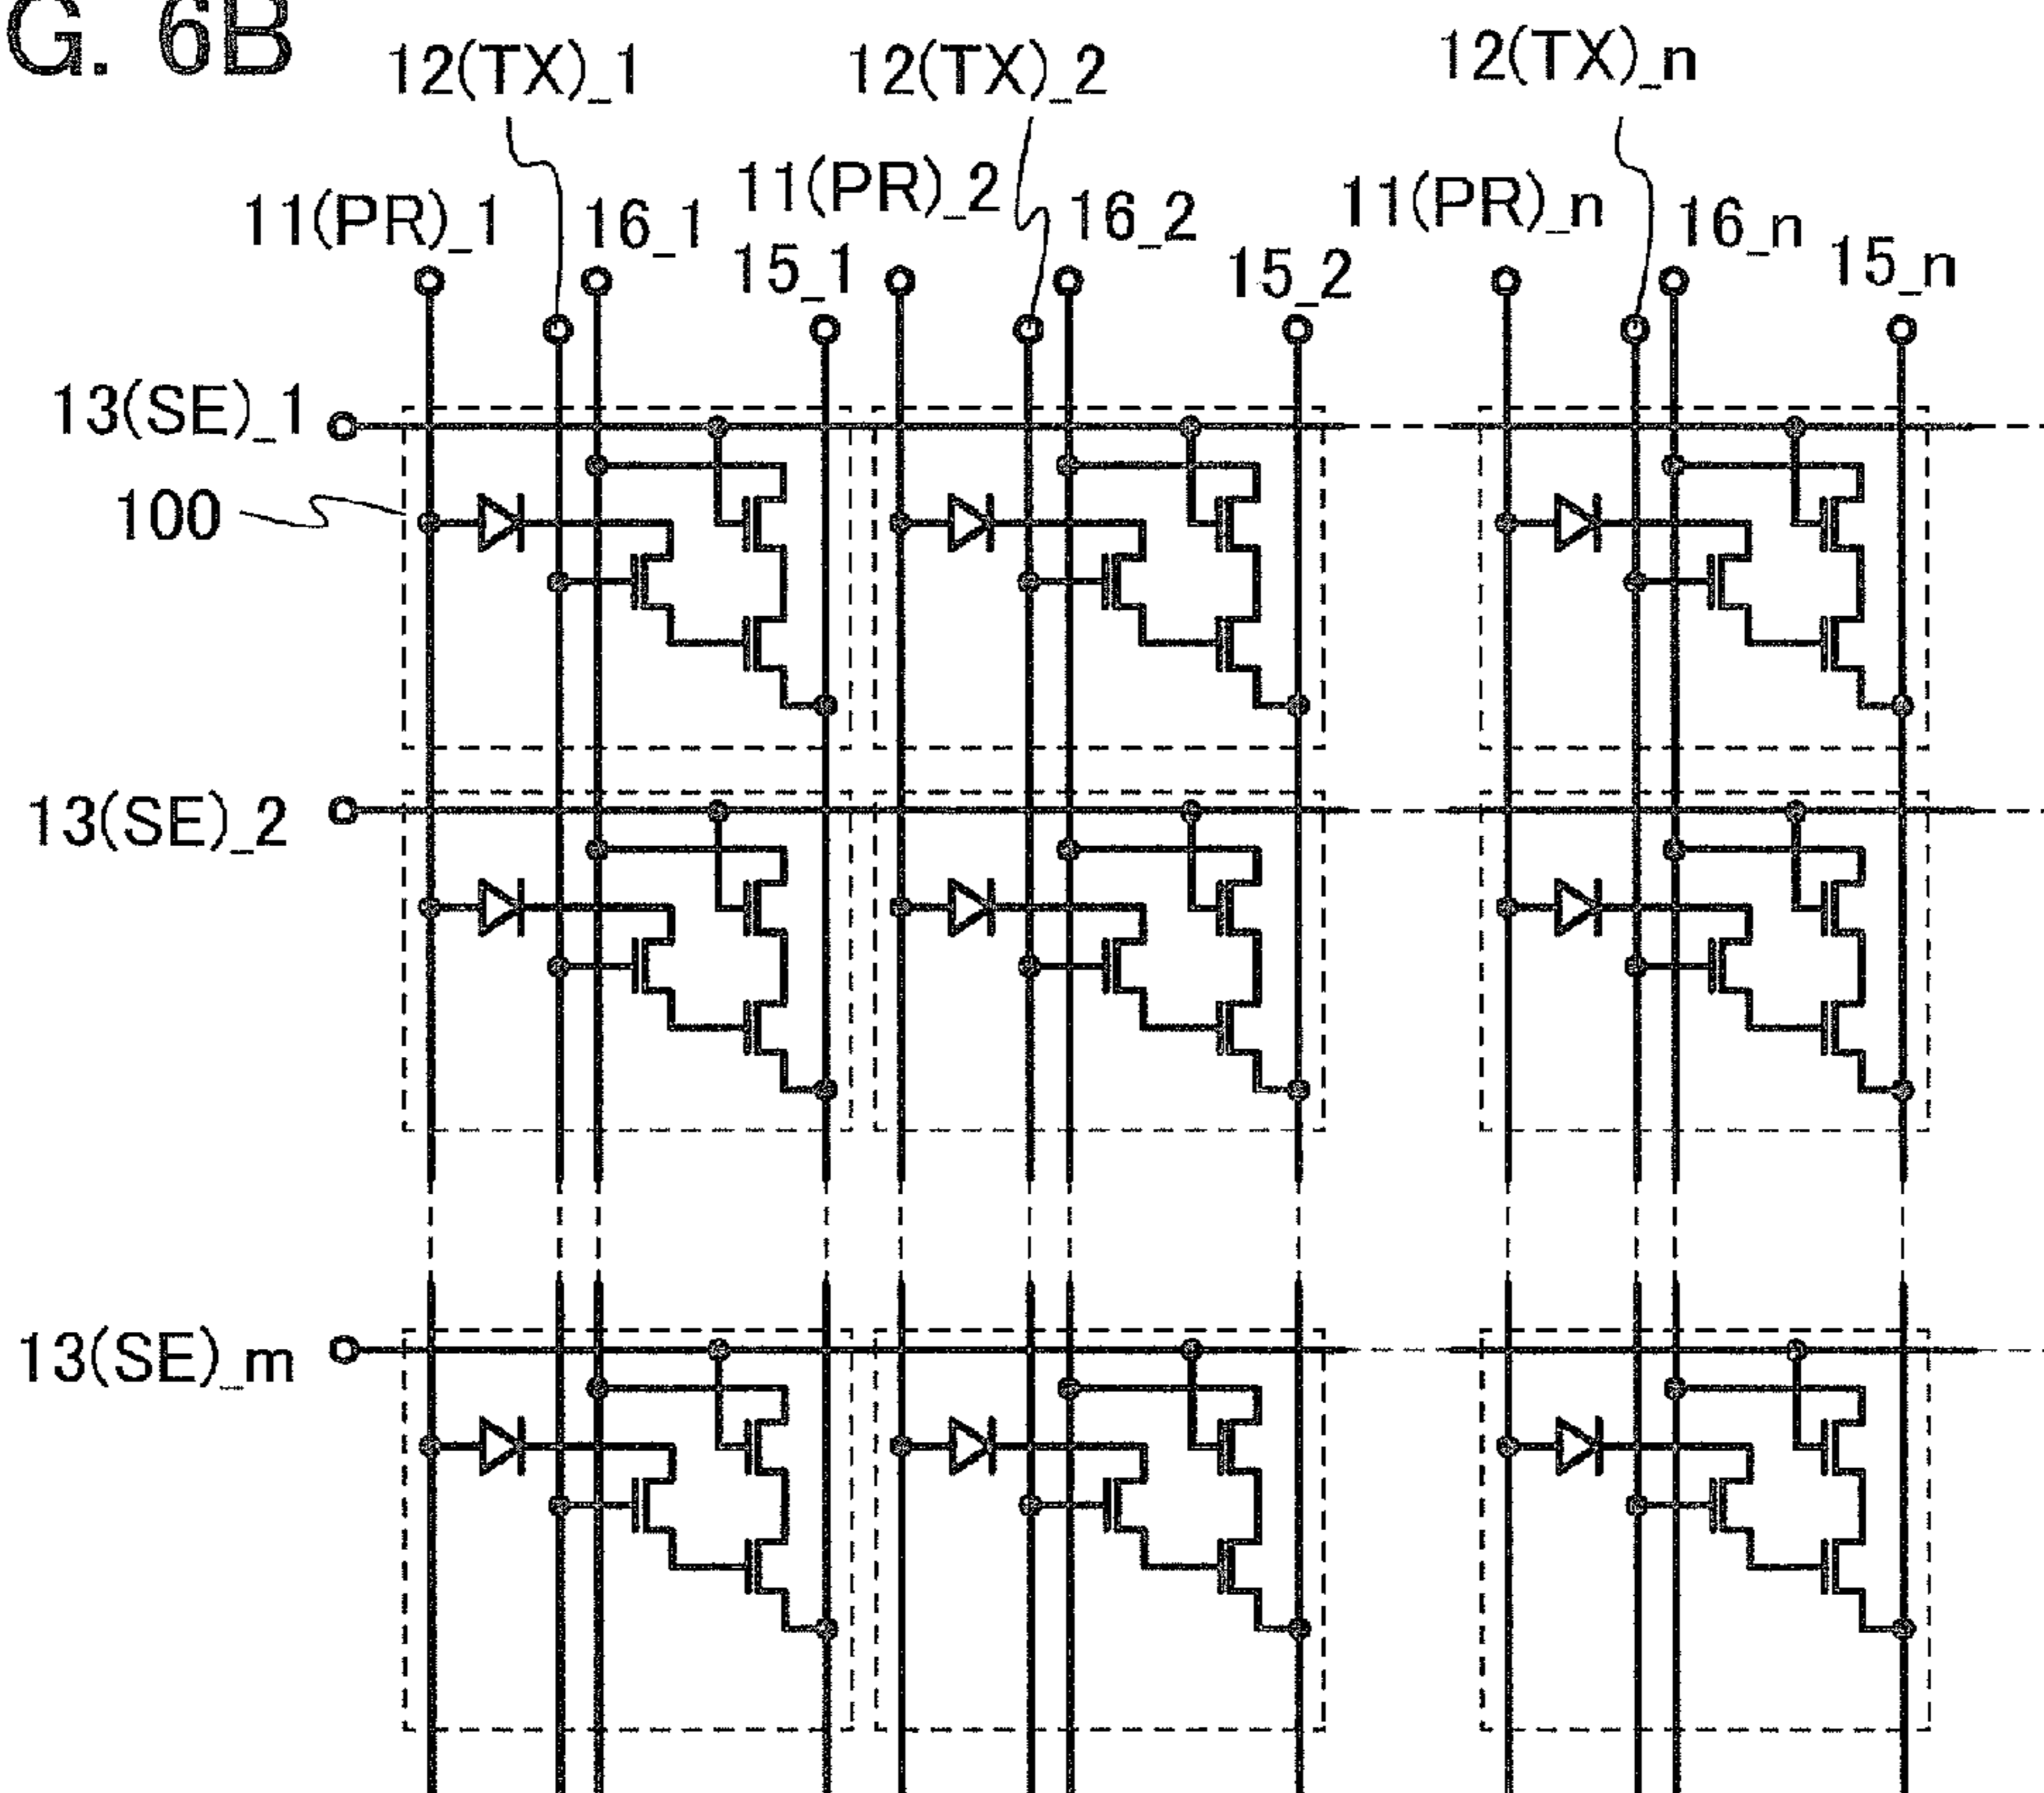 G. 6B
12(TX)_1
12(TX)_2
12(TX)_n
11(PR)_1
16_1
15_1
11(PR)_2
16_2
15_2
11(PR)_n
16_n
15_n
13(SE)_1
100
13(SE)_2
13(SE)_m